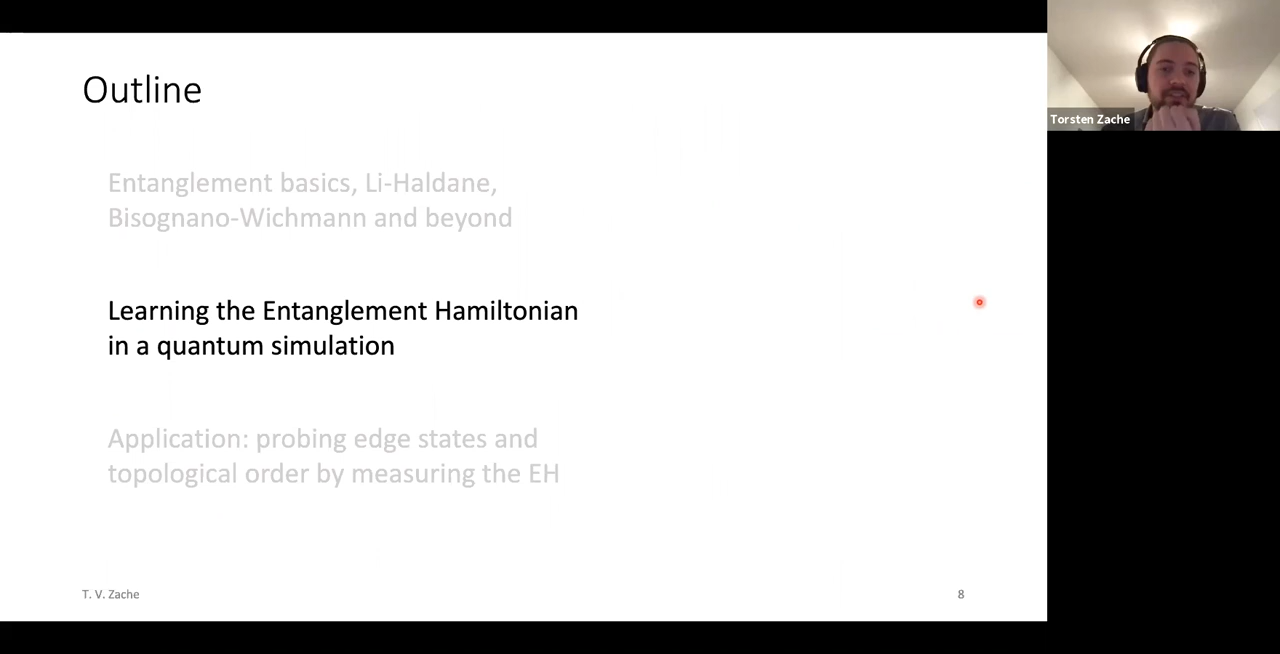 Outline
Entanglement basics, Li-Haldane,
Bisognano-Wichmann and beyond
Learning the Entanglement Hamiltonian
in a quantum simulation
Application: probing edge states and
topological order by measuring the EH
T. V. Zache
8
Torsten Zache